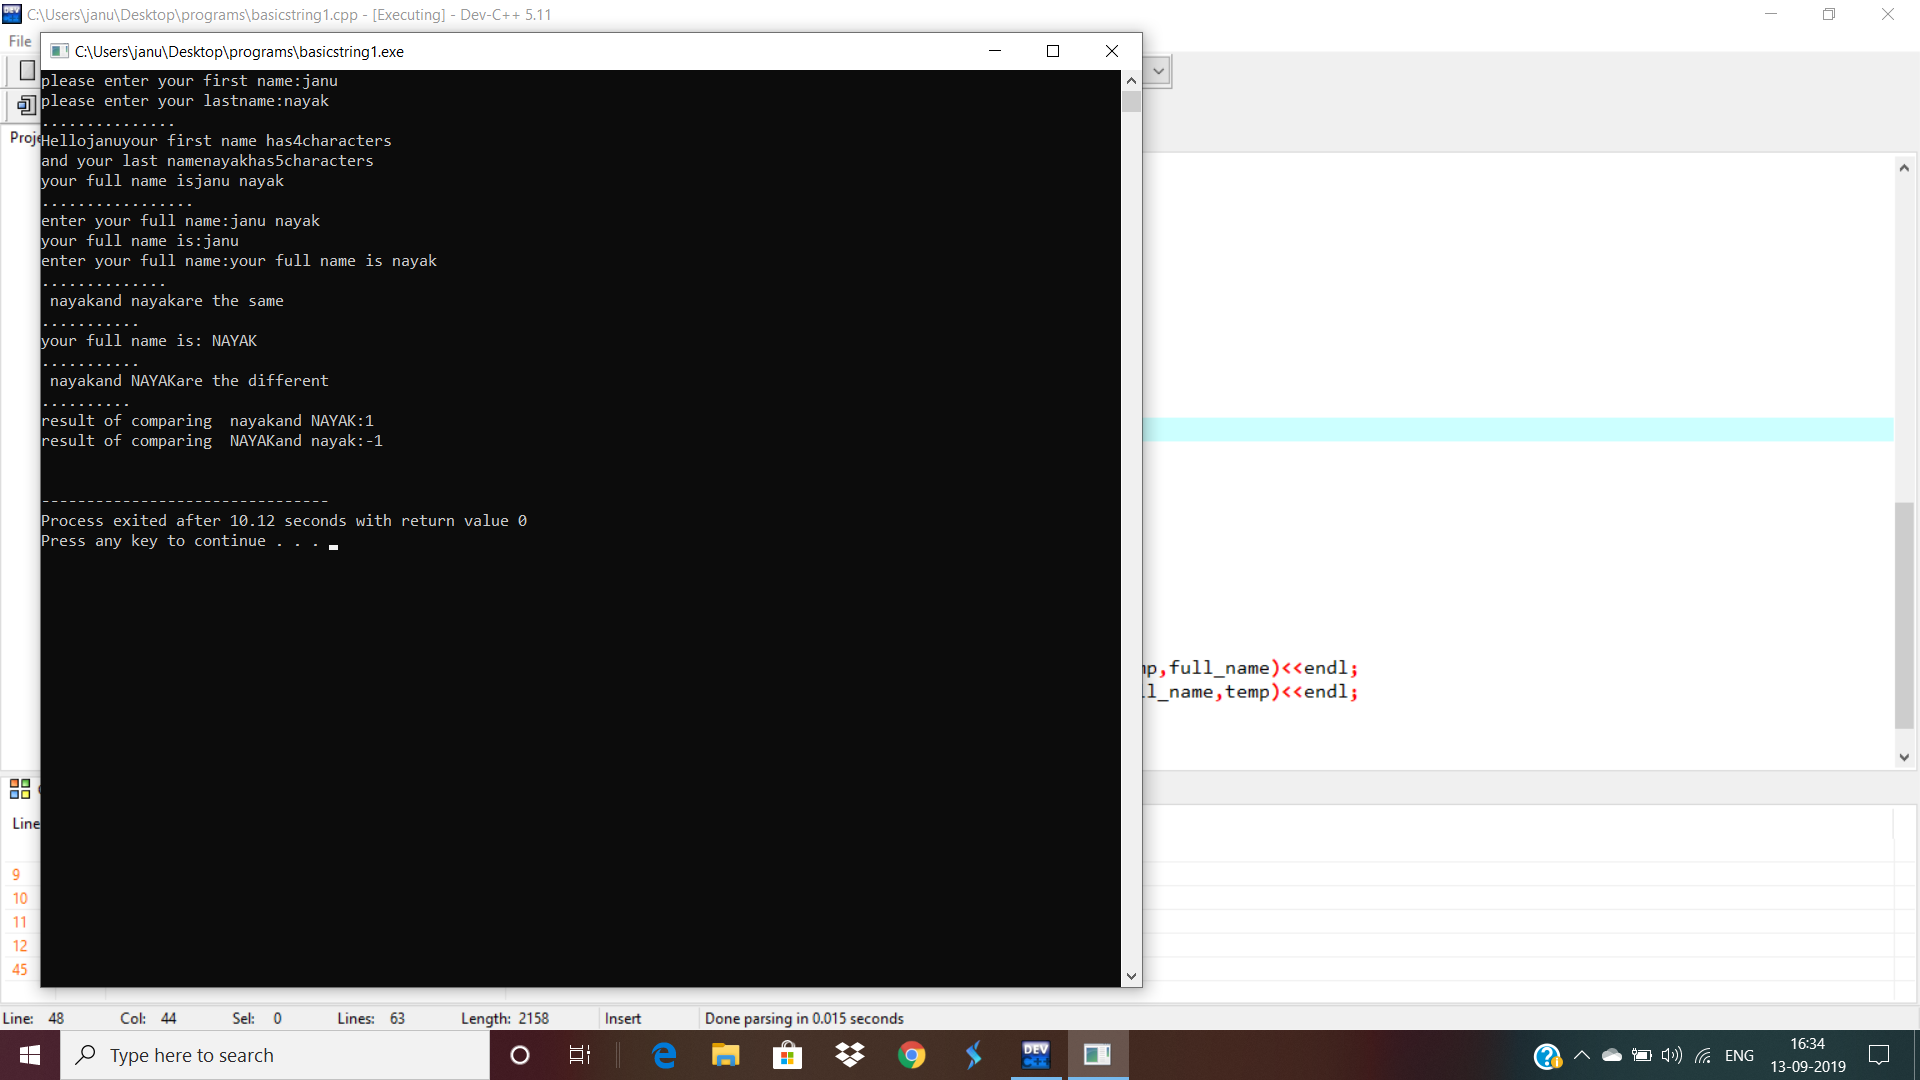 C:\Users\janu\Desktop\programs\basicstring1.cpp - [Executing] - Dev-C++ 5.11
File
C:\Users\janu\Desktop\programs\basicstring1.exe
please enter your first name:janu
please enter your lastname:nayak
...............
Hellojanuyour first name has4characters
and your last namenayakhas5characters
your full name isjanu nayak
.................
enter your full name:janu nayak
your full name is:janu
enter your full name:your full name is nayak
..............
 nayakand nayakare the same
...........
your full name is: NAYAK
...........
 nayakand NAYAKare the different
..........
result of comparing  nayakand NAYAK:1
result of comparing  NAYAKand nayak:-1
--------------------------------
Process exited after 10.12 seconds with return value 0
Press any key to continue . . .
Proje
p,full_name)<<endl;
l_name,temp)<<endl;
Line
9
10
11
12
45
Line: 48 Col: 44 Sel: 0 Lines: 63 Length: 2158 Insert Done parsing in 0.015 seconds
Type here to search
DEV C++
ENG
16:34
13-09-2019